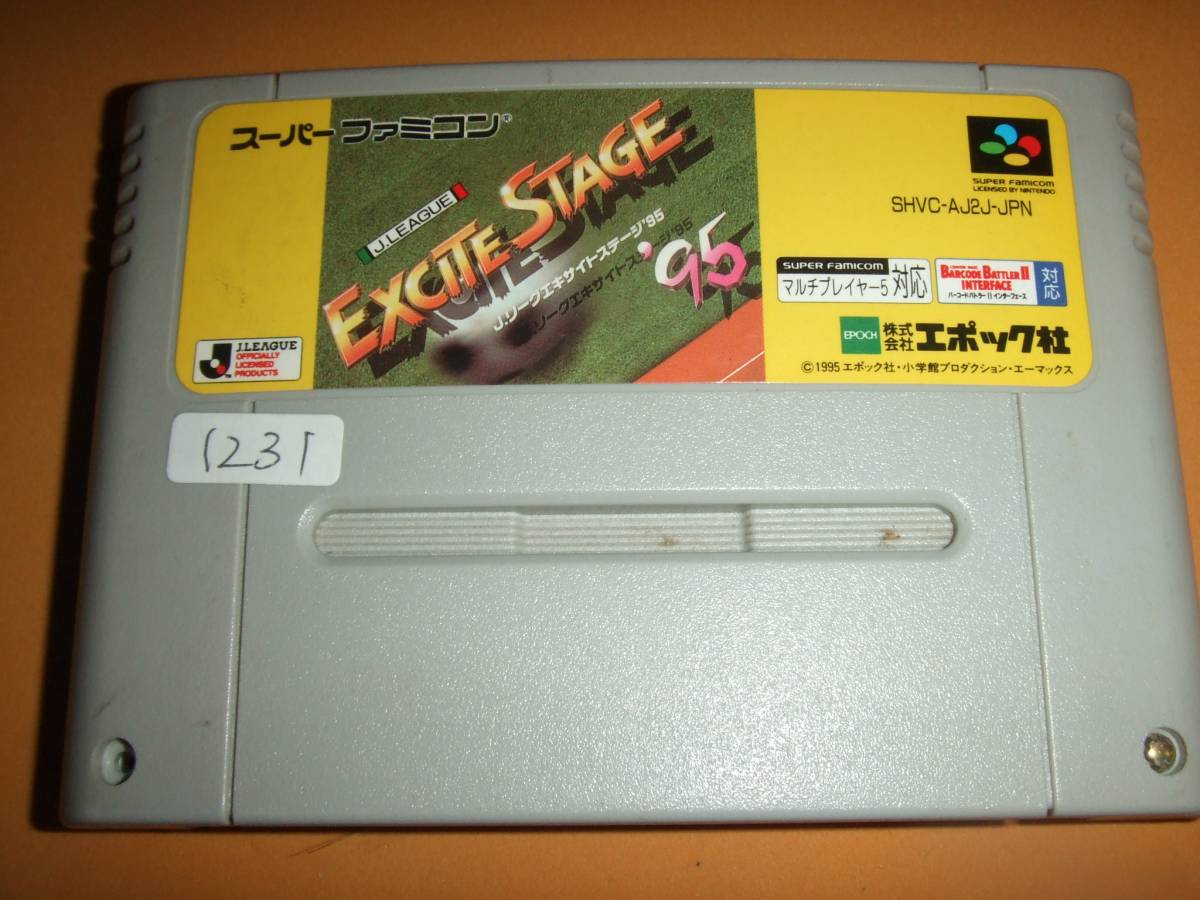 スーパーファミコン
J.LEAGUE
EXCITE STAGE
'95
J.リーグエキサイトステージ'95
J.LEAGUE
OFFICIALLY
LICENSED
PRODUCTS
SUPER FAMICOM
LICENSED BY NINTENDO
SHVC-AJ2J-JPN
SUPER FAMICOM
マルチプレイヤー5 対応
BARCODE BATTLER II
INTERFACE
バーコードバトラーIIインターフェース
対応
EPOCH 株式会社 エポック社
©1995 エポック社・小学館プロダクション・エーマックス
1231